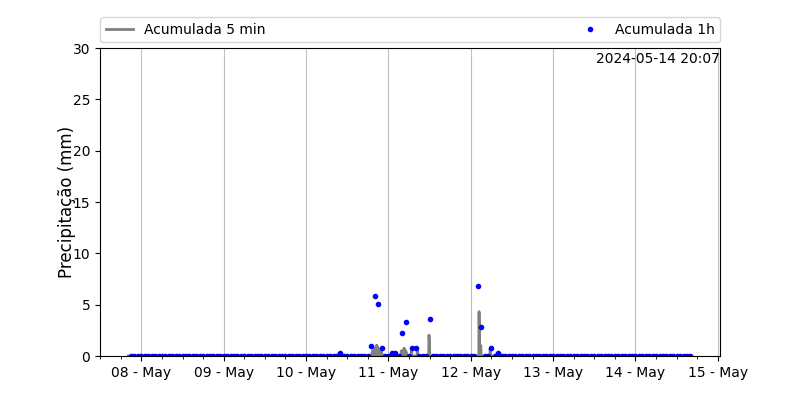 Acumulada 5 min
Acumulada 1h
2024-05-14 20:07
Precipitação (mm)
30
25
20
15
10
5
0
08 - May
09 - May
10 - May
11 - May
12 - May
13 - May
14 - May
15 - May